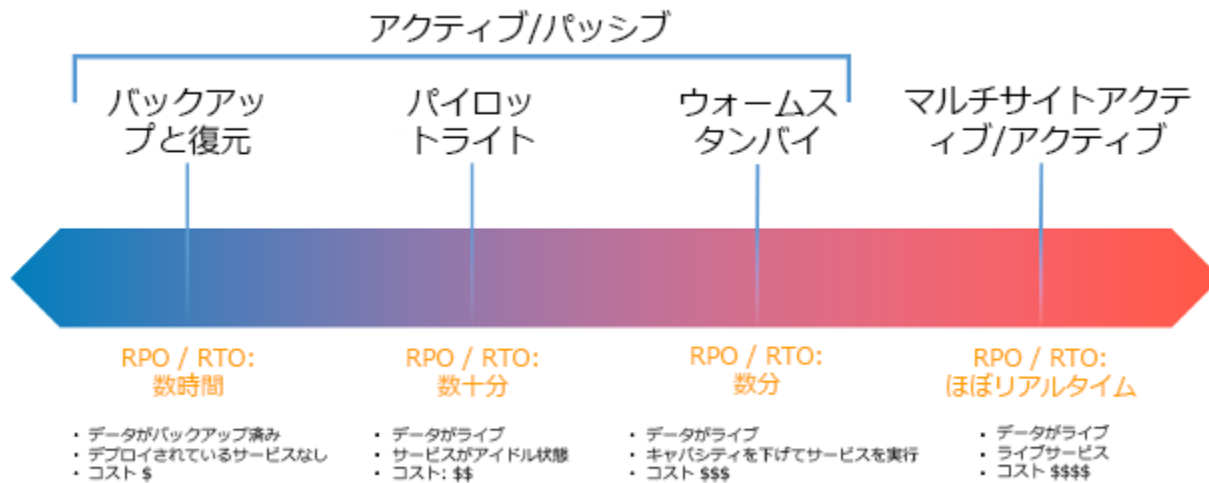 アクティブ/パッシブ
バックアッ
プと復元
パイロッ
トライト
ウォームス
タンバイ
マルチサイトアクテ
ィブ/アクティブ
RPO / RTO:
数時間
RPO / RTO:
数十分
RPO / RTO:
数分
RPO / RTO:
ほぼリアルタイム
・ データがバックアップ済み
・ デプロイされているサービスなし
・ コスト $
・ データがライブ
・ サービスがアイドル状態
・ コスト: $$
・ データがライブ
・ キャパシティを下げてサービスを実行
・ コスト $$$
・ データがライブ
・ ライブサービス
・ コスト $$$$